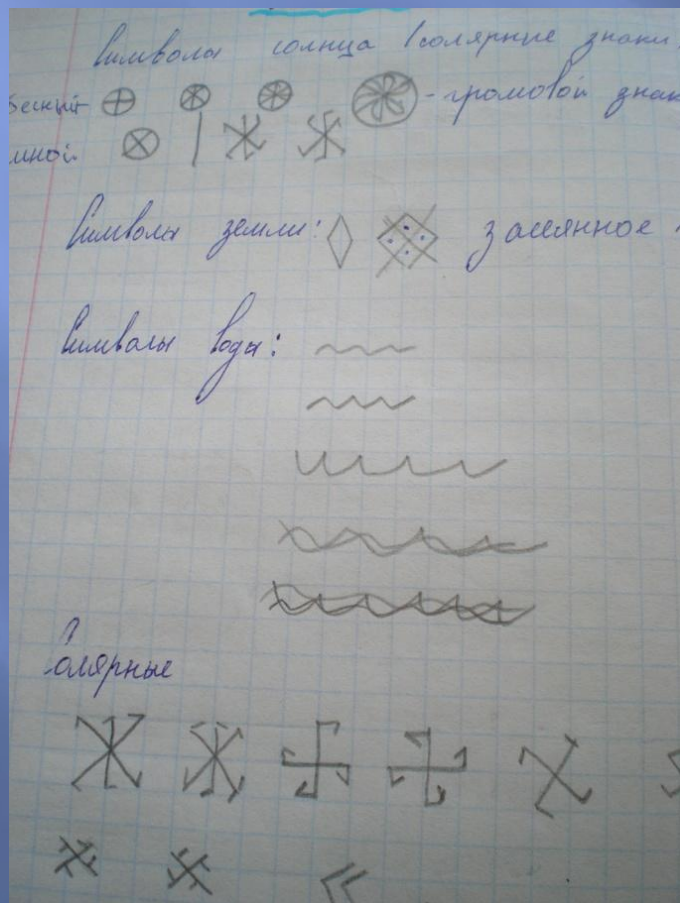 Символы солнца (солярные знаки
- громовой знак
Символы земли: засеянное
Символы воды:
Солярные